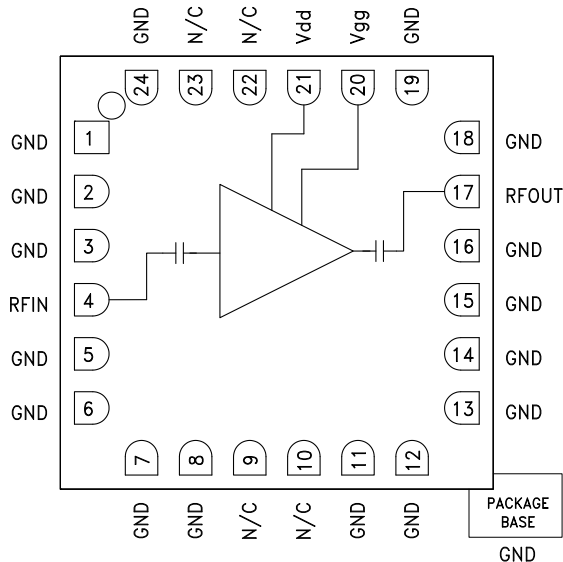 GND N/C N/C Vdd Vgg GND
24 23 22 21 20 19
GND 1 18 GND
GND 2 17 RFOUT
GND 3 16 GND
RFIN 4 15 GND
GND 5 14 GND
GND 6 13 GND
7 8 9 10 11 12
GND GND N/C N/C GND GND
PACKAGE
BASE
GND